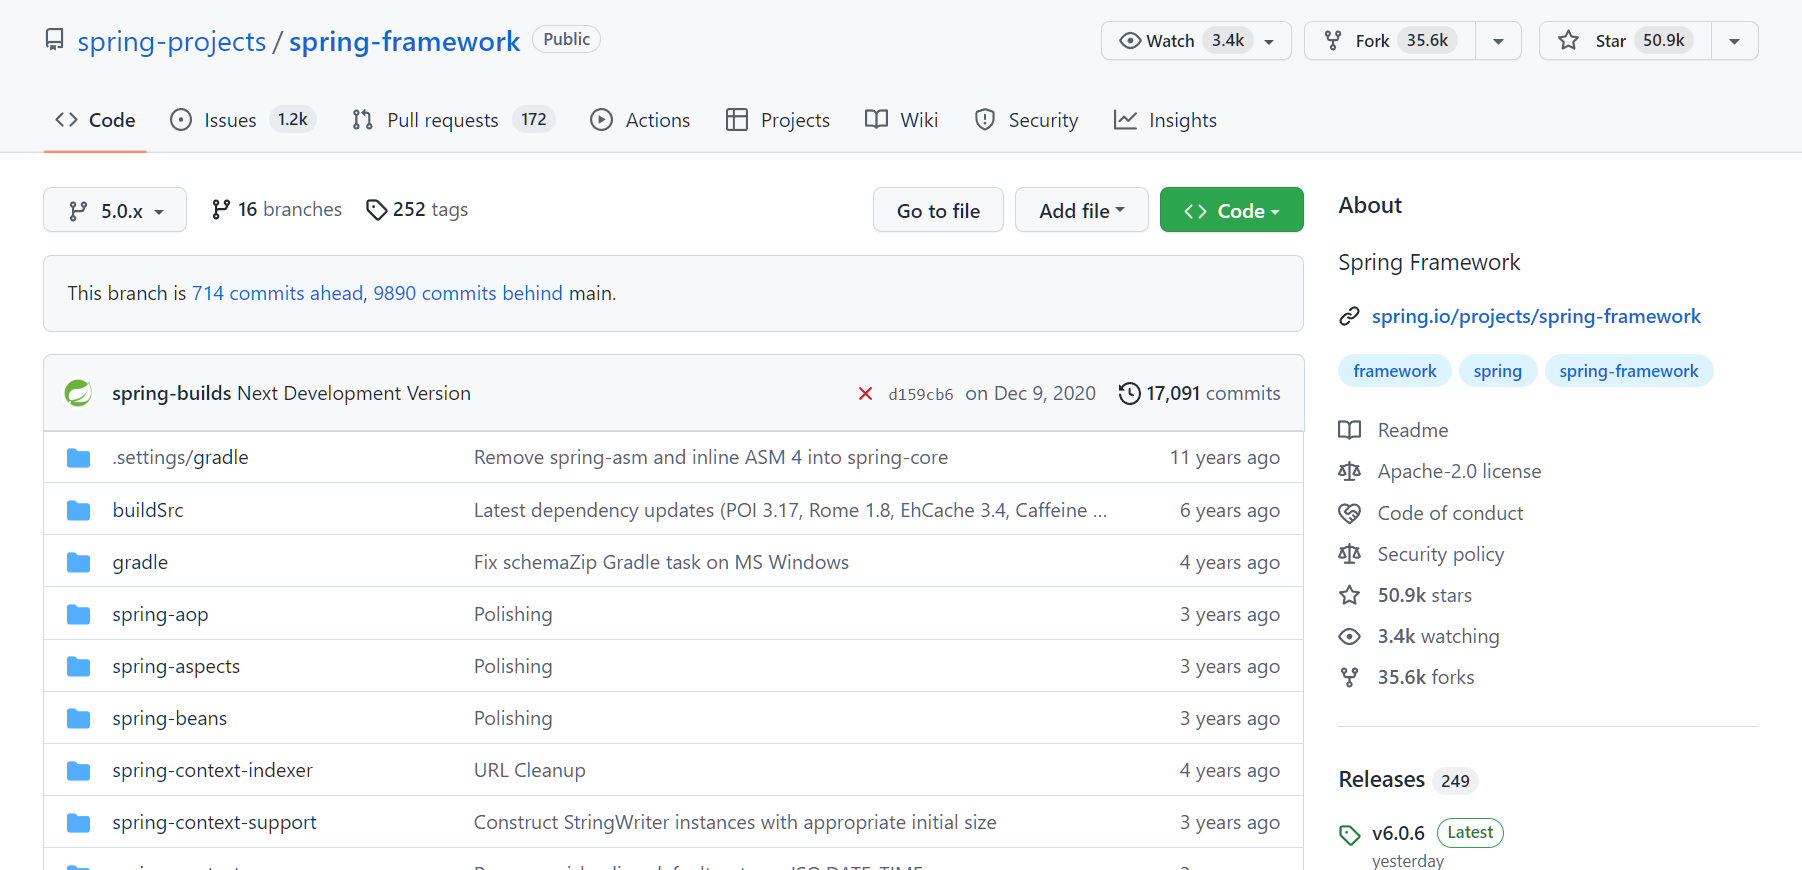 spring-projects / spring-framework Public
Watch 3.4k Fork 35.6k Star 50.9k
Code Issues 1.2k Pull requests 172 Actions Projects Wiki Security Insights
5.0.x 16 branches 252 tags Go to file Add file Code
This branch is 714 commits ahead, 9890 commits behind main.
spring-builds Next Development Version d159cb6 on Dec 9, 2020 17,091 commits
.settings/gradle Remove spring-asm and inline ASM 4 into spring-core 11 years ago
buildSrc Latest dependency updates (POI 3.17, Rome 1.8, EhCache 3.4, Caffeine ... 6 years ago
gradle Fix schemaZip Gradle task on MS Windows 4 years ago
spring-aop Polishing 3 years ago
spring-aspects Polishing 3 years ago
spring-beans Polishing 3 years ago
spring-context-indexer URL Cleanup 4 years ago
spring-context-support Construct StringWriter instances with appropriate initial size 3 years ago
About
Spring Framework
spring.io/projects/spring-framework
framework spring spring-framework
Readme
Apache-2.0 license
Code of conduct
Security policy
50.9k stars
3.4k watching
35.6k forks
Releases 249
v6.0.6 Latest
yesterday